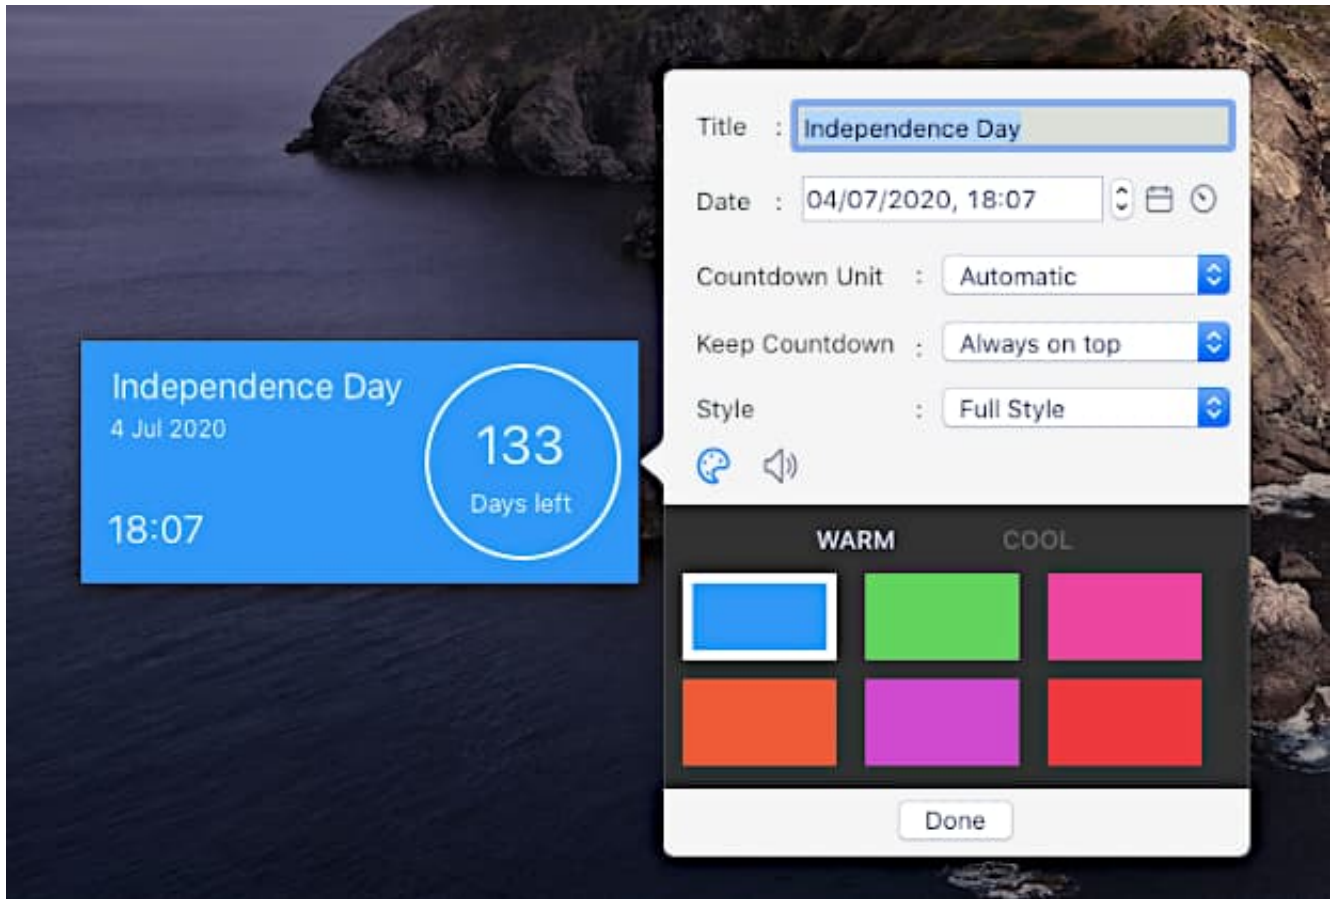 Independence Day
4 Jul 2020
18:07
133
Days left
Title : Independence Day
Date : 04/07/2020, 18:07
Countdown Unit : Automatic
Keep Countdown : Always on top
Style : Full Style
WARM COOL
Done